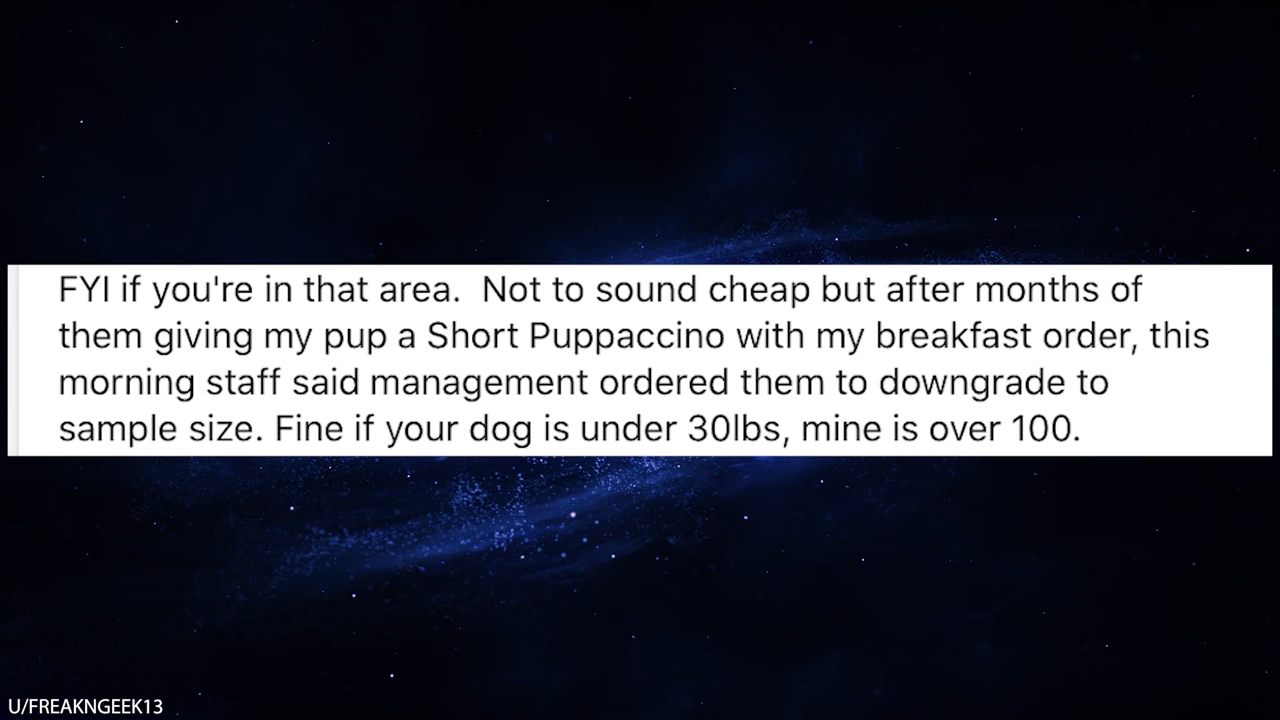 FYI if you're in that area.  Not to sound cheap but after months of
them giving my pup a Short Puppaccino with my breakfast order, this
morning staff said management ordered them to downgrade to
sample size. Fine if your dog is under 30lbs, mine is over 100.
U/FREAKNGEEK13